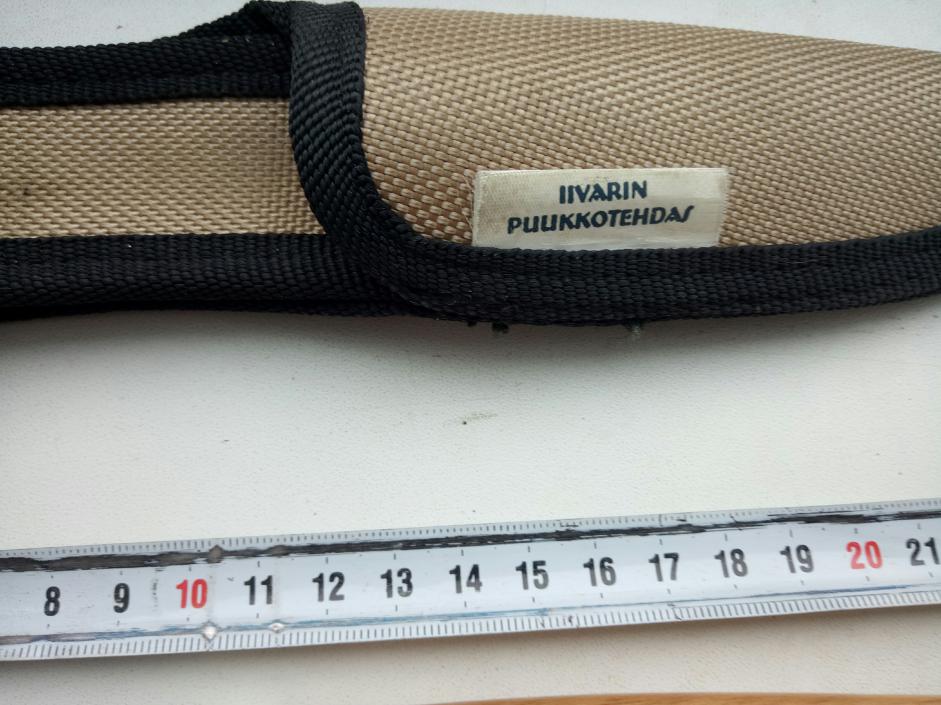 IIVARIN
PUUKKOTEHDAS
8 9 10 11 12 13 14 15 16 17 18 19 20 21